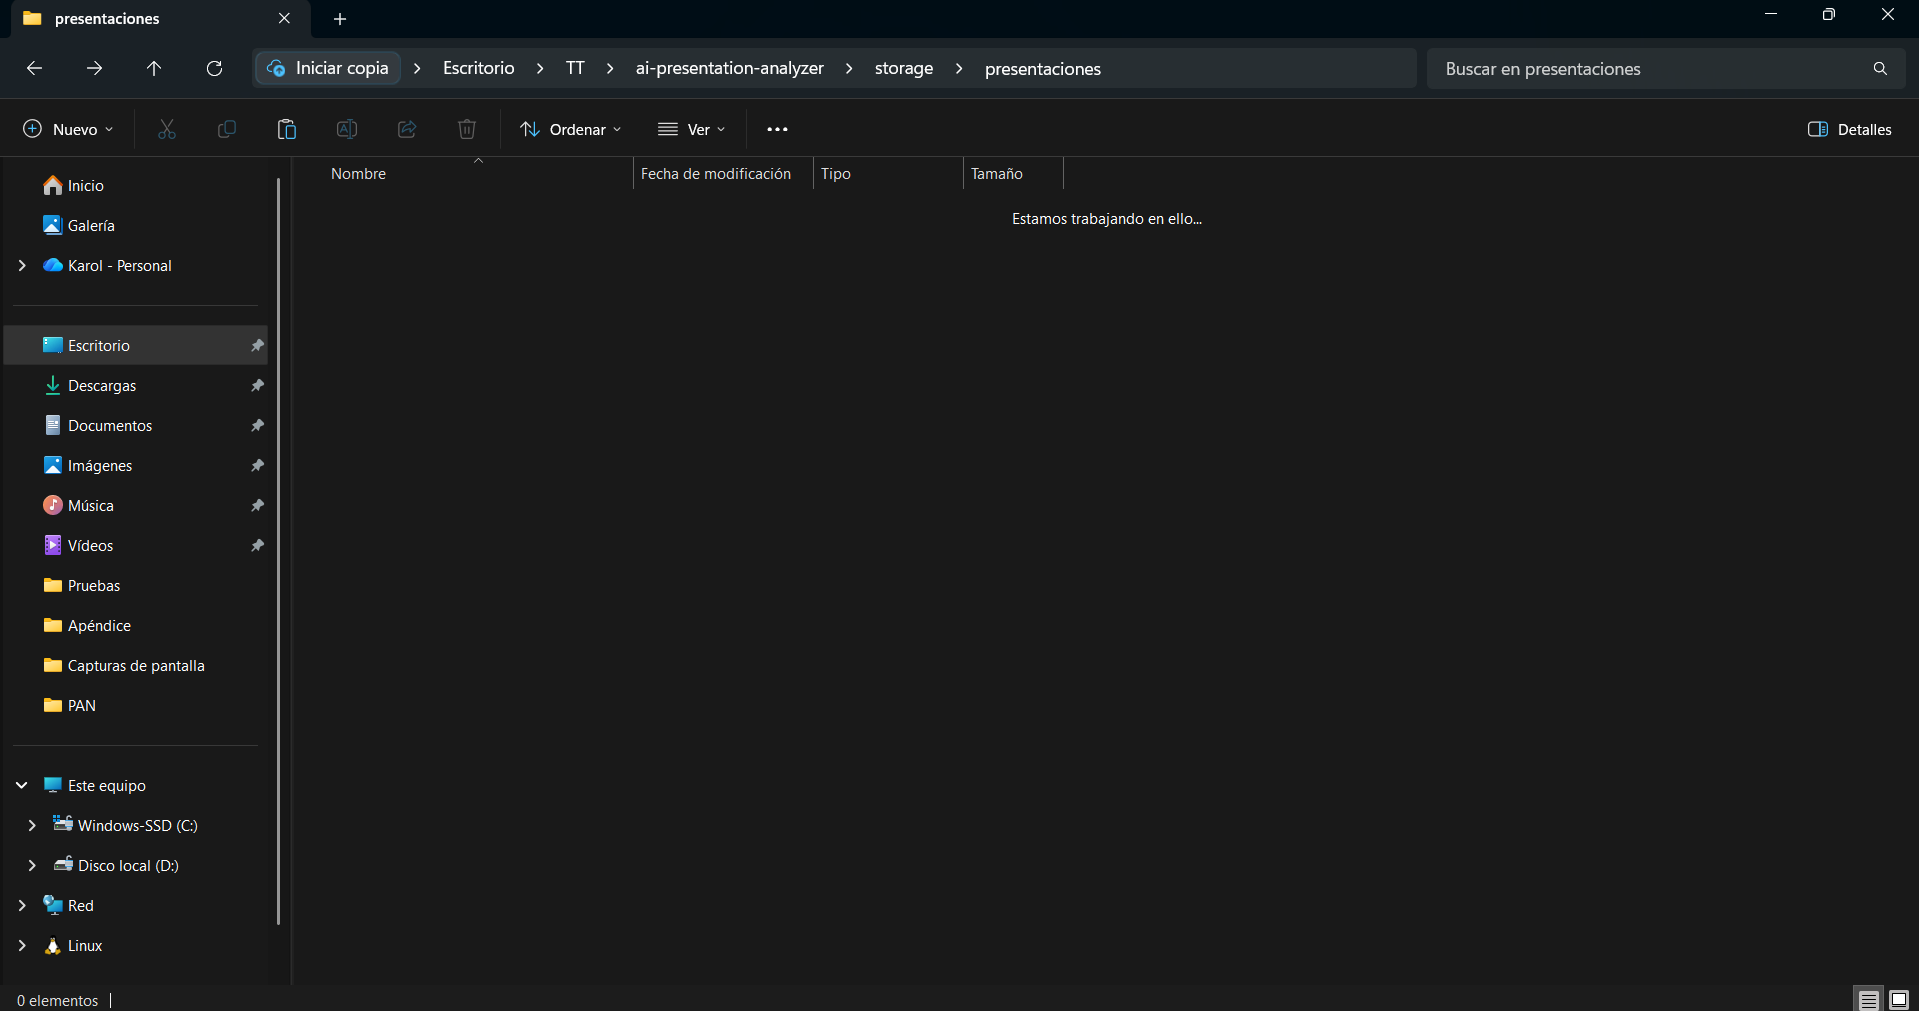 presentaciones
Iniciar copia > Escritorio > TT > ai-presentation-analyzer > storage > presentaciones
Buscar en presentaciones
Nuevo
Ordenar
Ver
Detalles
Nombre
Fecha de modificación
Tipo
Tamaño
Estamos trabajando en ello...
Inicio
Galería
Karol - Personal
Escritorio
Descargas
Documentos
Imágenes
Música
Vídeos
Pruebas
Apéndice
Capturas de pantalla
PAN
Este equipo
Windows-SSD (C:)
Disco local (D:)
Red
Linux
0 elementos